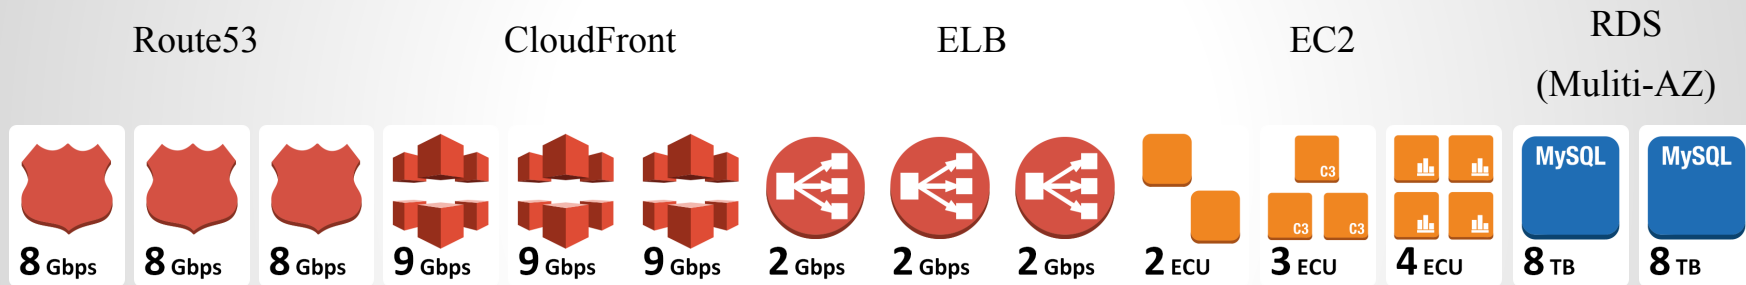 Route53 CloudFront ELB EC2 RDS
(Muliti-AZ)
C3
C3 C3
MySQL MySQL
8 Gbps 8 Gbps 8 Gbps 9 Gbps 9 Gbps 9 Gbps 2 Gbps 2 Gbps 2 Gbps 2 ECU 3 ECU 4 ECU 8 TB 8 TB